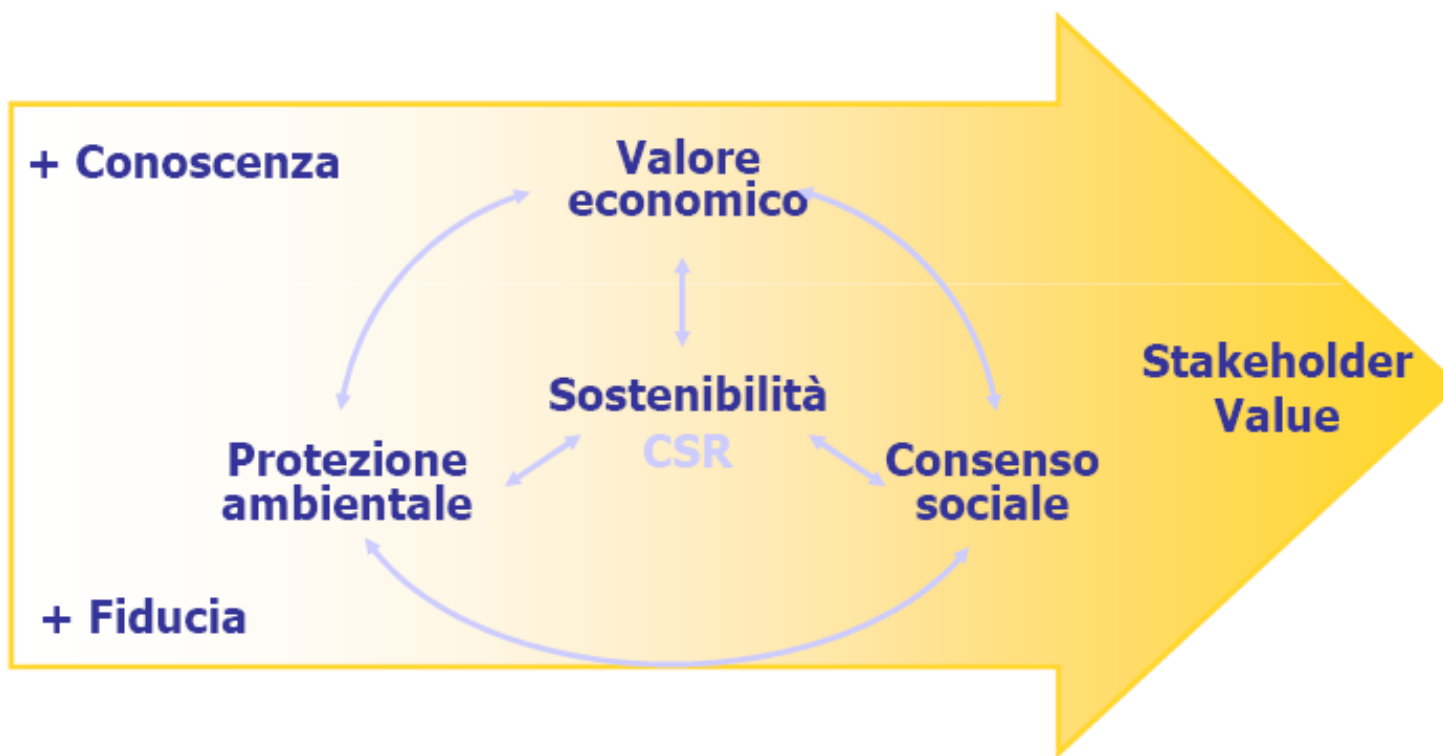 + Conoscenza
Valore
economico
Sostenibilità
CSR
Protezione
ambientale
Consenso
sociale
Stakeholder
Value
+ Fiducia